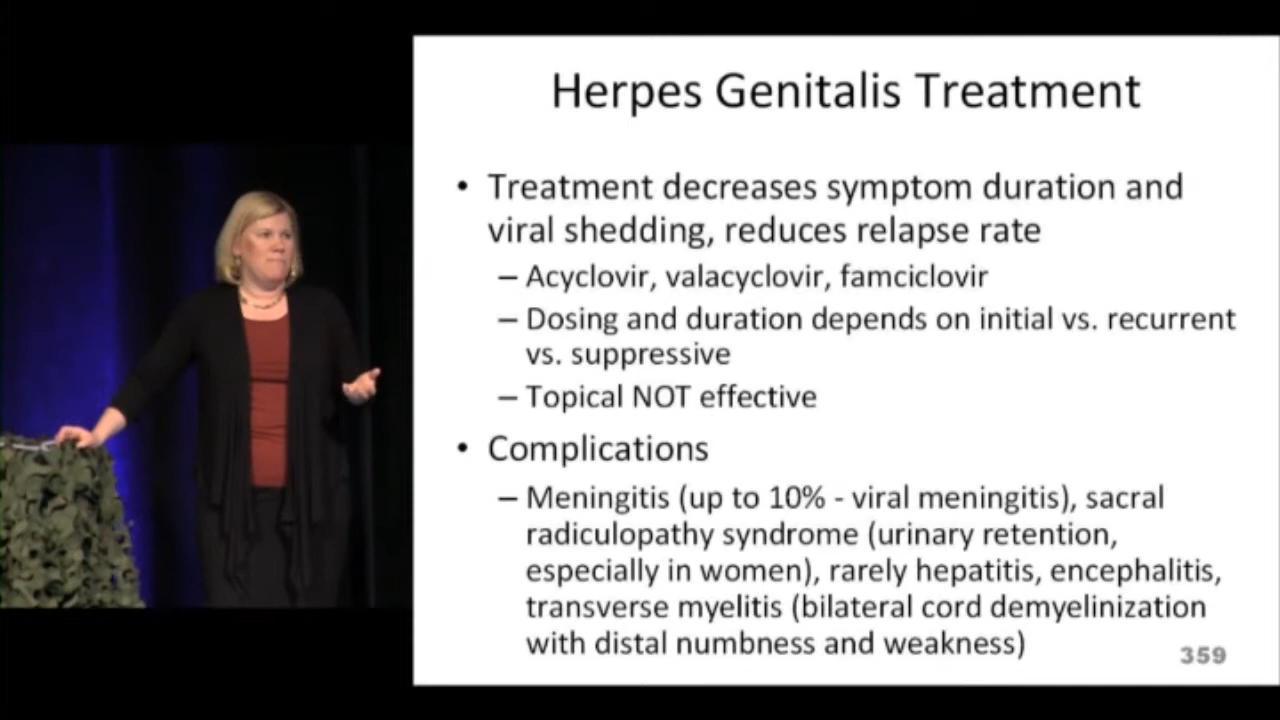 Herpes Genitalis Treatment
• Treatment decreases symptom duration and
viral shedding, reduces relapse rate
– Acyclovir, valacyclovir, famciclovir
– Dosing and duration depends on initial vs. recurrent
vs. suppressive
– Topical NOT effective
• Complications
– Meningitis (up to 10% - viral meningitis), sacral
radiculopathy syndrome (urinary retention,
especially in women), rarely hepatitis, encephalitis,
transverse myelitis (bilateral cord demyelinization
with distal numbness and weakness)
359